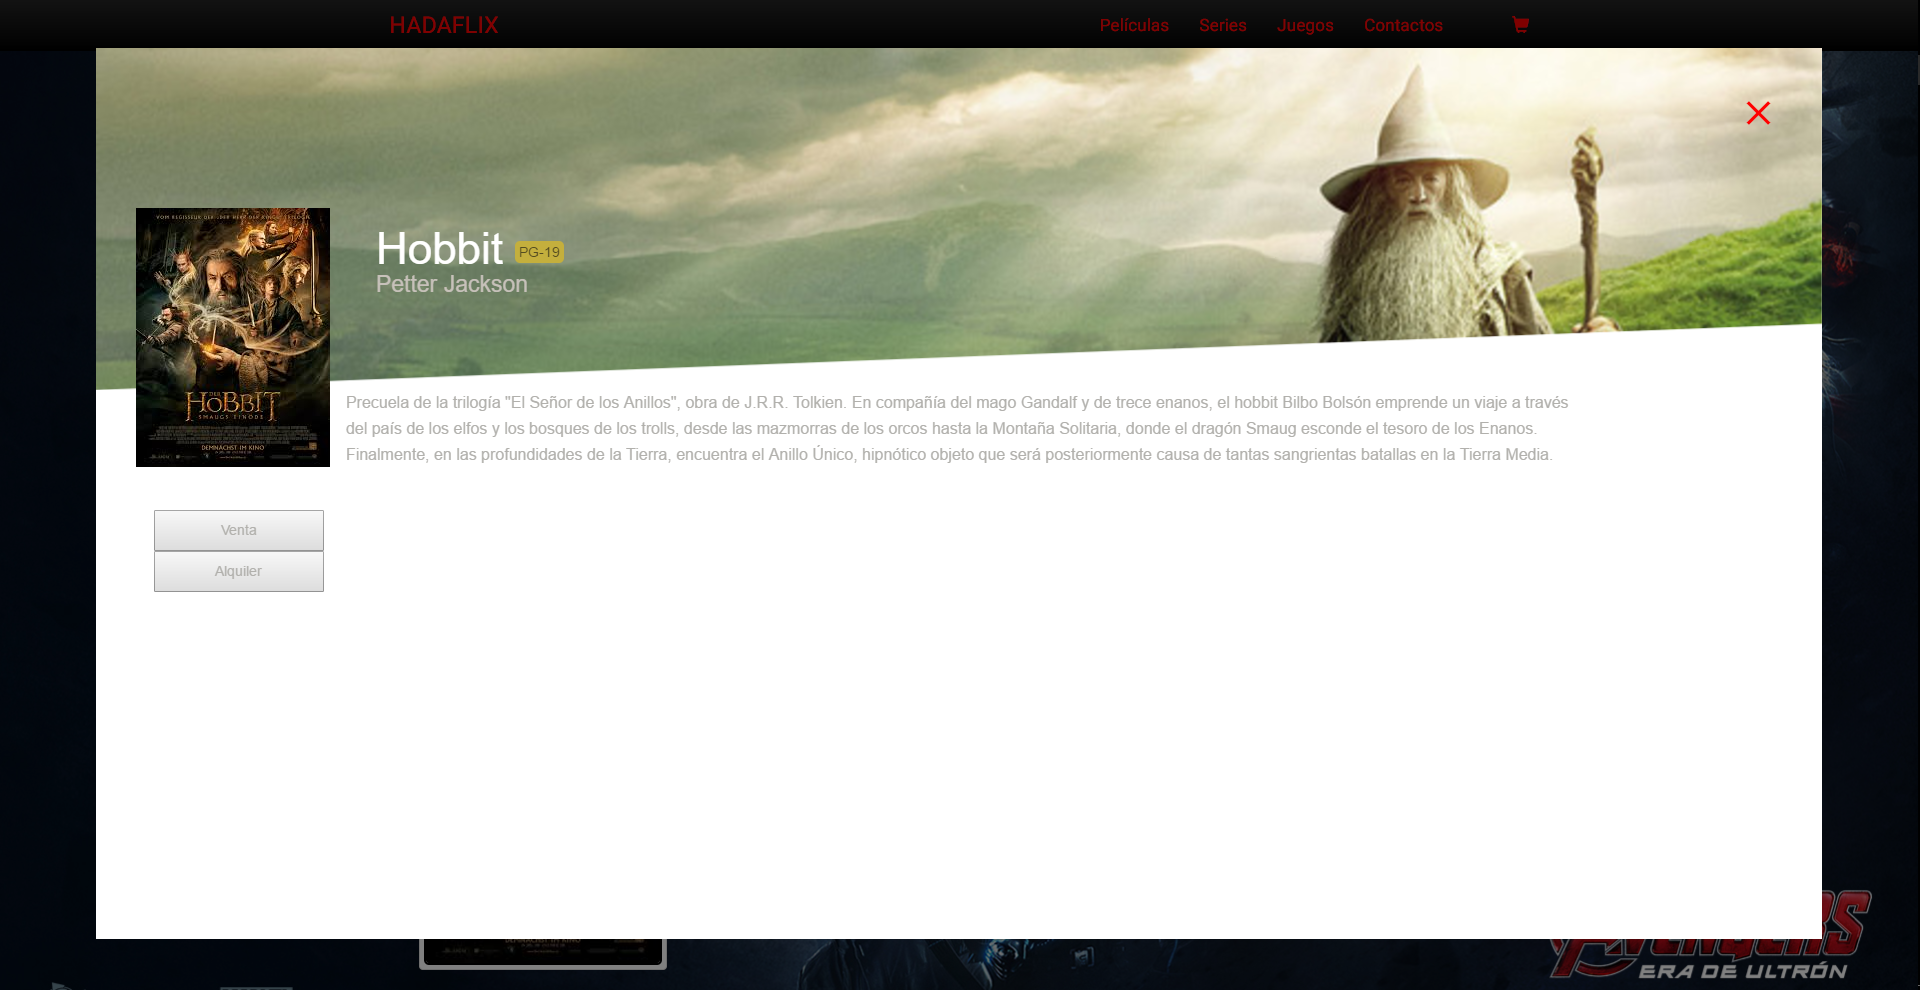 HADAFLIX
Películas Series Juegos Contactos
VOM REGISSEUR DER „DER HERR DER RINGE“ TRILOGIE
Hobbit PG-19
Petter Jackson
DER
HOBBIT
SMAUGS EINÖDE
DEMNÄCHST IM KINO
Precuela de la trilogía "El Señor de los Anillos", obra de J.R.R. Tolkien. En compañía del mago Gandalf y de trece enanos, el hobbit Bilbo Bolsón emprende un viaje a través
del país de los elfos y los bosques de los trolls, desde las mazmorras de los orcos hasta la Montaña Solitaria, donde el dragón Smaug esconde el tesoro de los Enanos.
Finalmente, en las profundidades de la Tierra, encuentra el Anillo Único, hipnótico objeto que será posteriormente causa de tantas sangrientas batallas en la Tierra Media.
Venta
Alquiler
ERA DE ULTRÓN